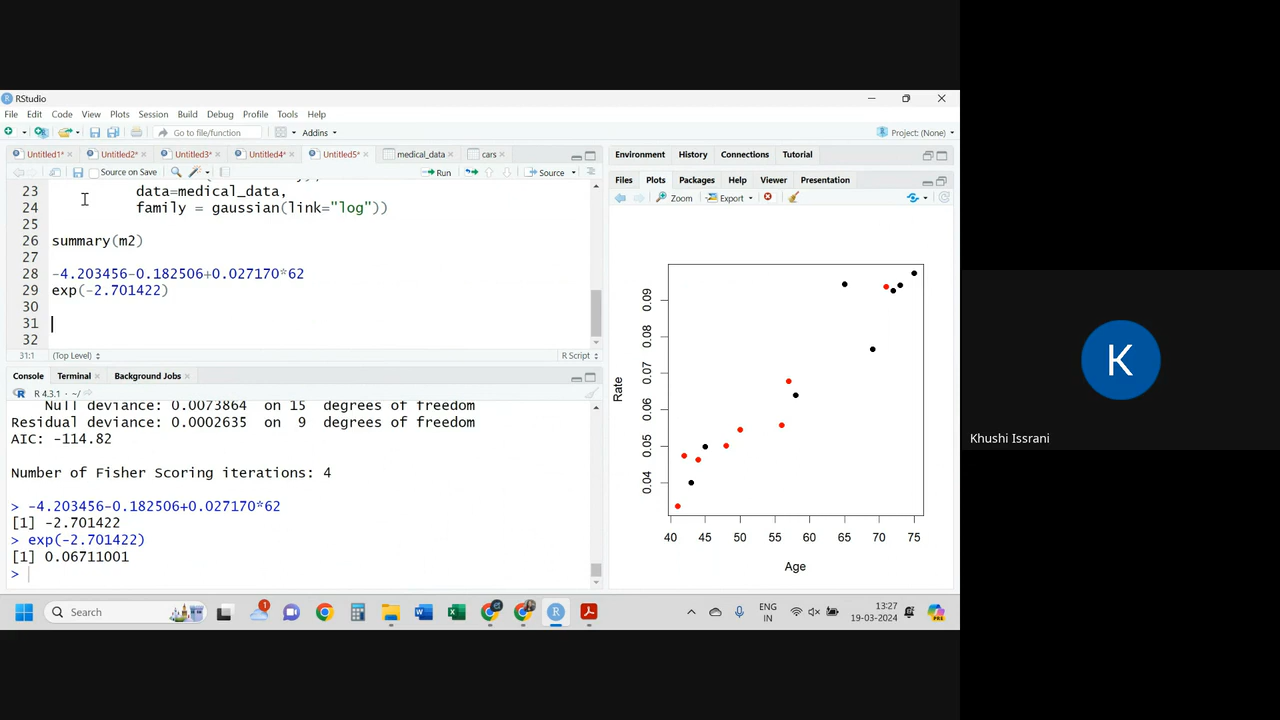 RStudio
File Edit Code View Plots Session Build Debug Profile Tools Help
Go to file/function Addins Project: (None)
Untitled1* Untitled2* Untitled3* Untitled4* Untitled5* medical_data cars
Source on Save Run Source
23 data=medical_data,
24 family = gaussian(link="log"))
25
26 summary(m2)
27
28 -4.203456-0.182506+0.027170*62
29 exp(-2.701422)
30
31
32
31:1 (Top Level) R Script
Console Terminal Background Jobs
R 4.3.1 · ~/
Null deviance: 0.0073864 on 15 degrees of freedom
Residual deviance: 0.0002635 on 9 degrees of freedom
AIC: -114.82
Number of Fisher Scoring iterations: 4
> -4.203456-0.182506+0.027170*62
[1] -2.701422
> exp(-2.701422)
[1] 0.06711001
>
Environment History Connections Tutorial
Files Plots Packages Help Viewer Presentation
Zoom Export
0.09
0.08
0.07
0.06
0.05
0.04
Rate
40 45 50 55 60 65 70 75
Age
K
Khushi Issrani
Search
1
ENG
IN
13:27
19-03-2024